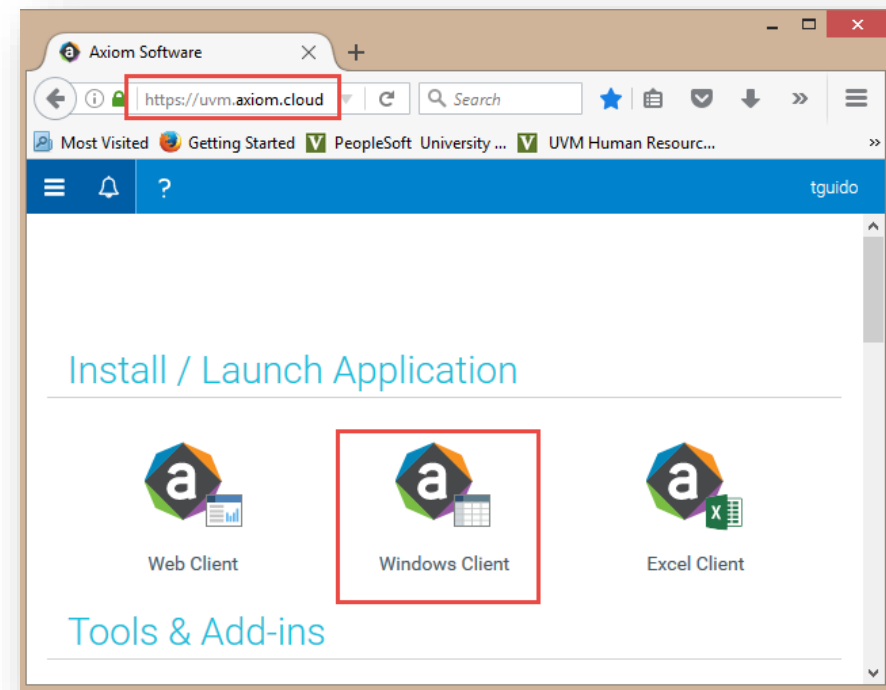 Axiom Software
https://uvm.axiom.cloud
Search
Most Visited Getting Started V PeopleSoft University ... V UVM Human Resourc... »
? tguido
Install / Launch Application
a a a X
Web Client Windows Client Excel Client
Tools & Add-ins